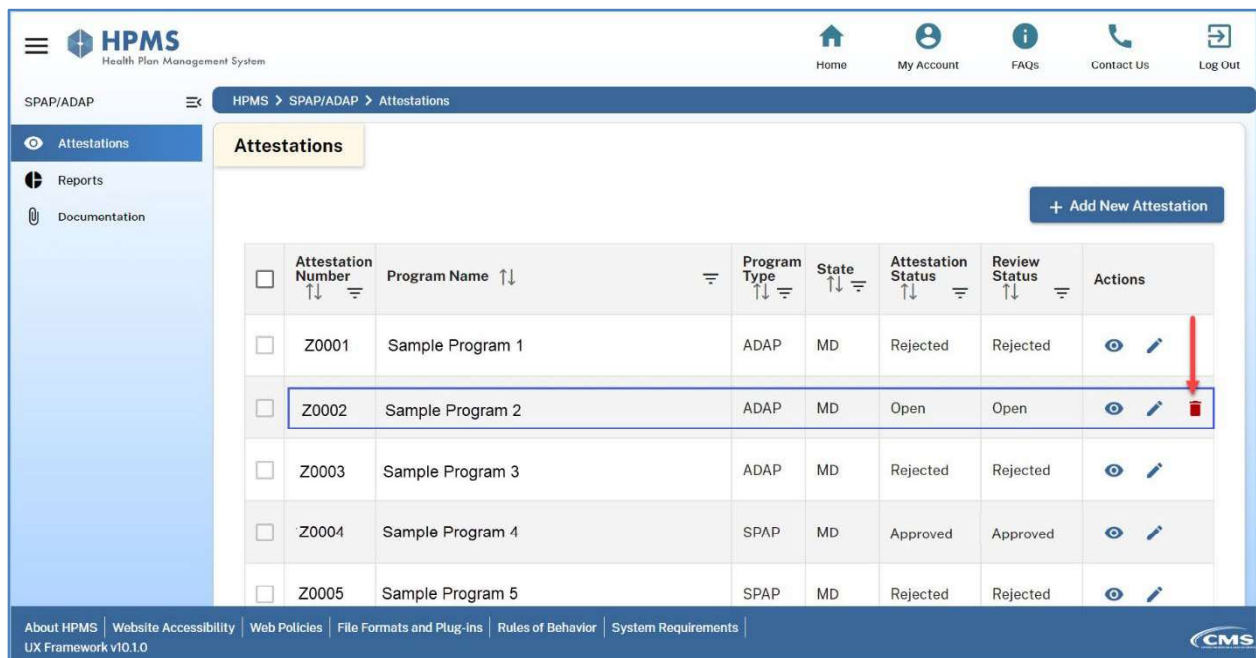 HPMS
Health Plan Management System
Home
My Account
FAQs
Contact Us
Log Out
SPAP/ADAP
HPMS > SPAP/ADAP > Attestations
Attestations
Reports
Documentation
Attestations
+ Add New Attestation
Attestation Number
Program Name
Program Type
State
Attestation Status
Review Status
Actions
Z0001 Sample Program 1 ADAP MD Rejected Rejected
Z0002 Sample Program 2 ADAP MD Open Open
Z0003 Sample Program 3 ADAP MD Rejected Rejected
Z0004 Sample Program 4 SPAP MD Approved Approved
Z0005 Sample Program 5 SPAP MD Rejected Rejected
About HPMS | Website Accessibility | Web Policies | File Formats and Plug-ins | Rules of Behavior | System Requirements |
UX Framework v10.1.0
CMS